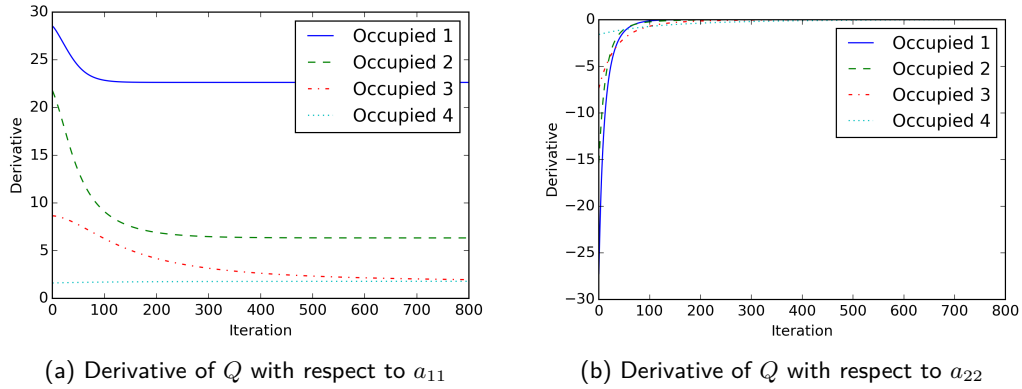 30
25
20
15
10
5
0
Derivative
0 100 200 300 400 500 600 700 800
Iteration
Occupied 1
Occupied 2
Occupied 3
Occupied 4
(a) Derivative of Q with respect to a₁₁
0
−5
−10
−15
−20
−25
−30
Derivative
0 100 200 300 400 500 600 700 800
Iteration
Occupied 1
Occupied 2
Occupied 3
Occupied 4
(b) Derivative of Q with respect to a₂₂